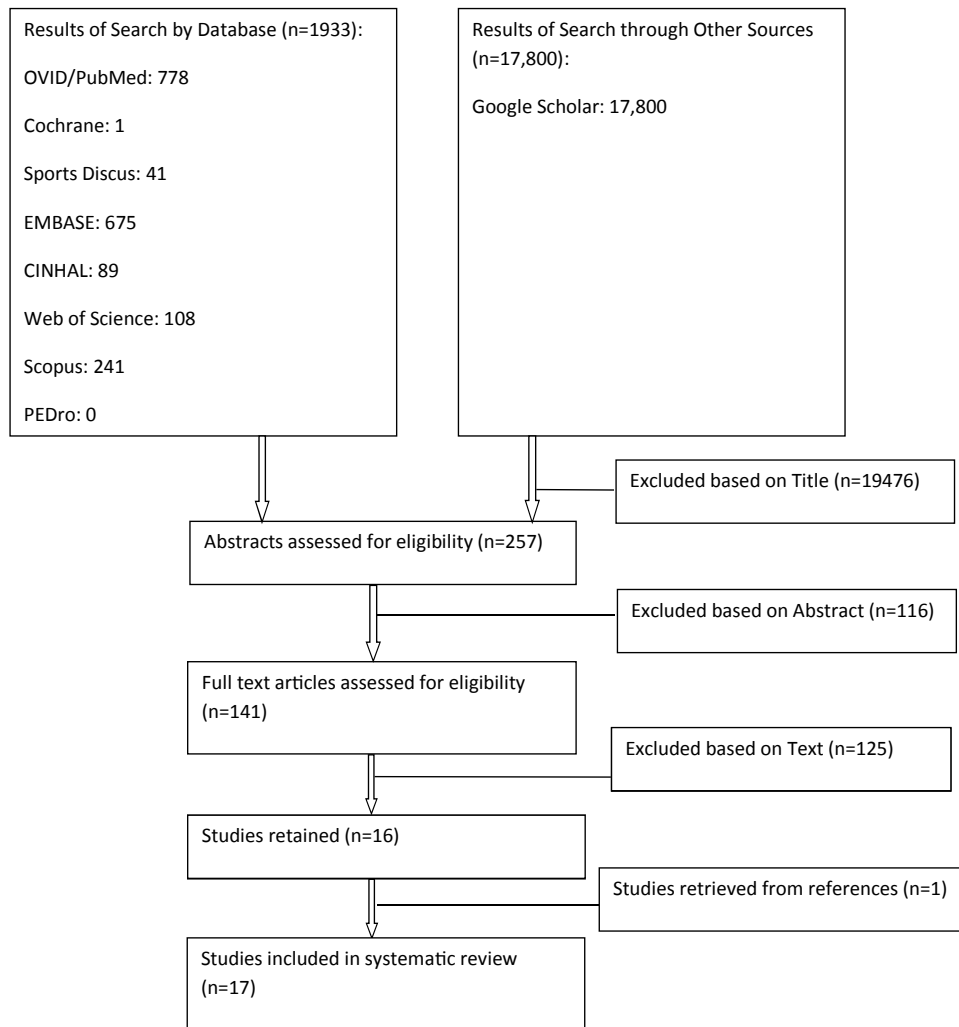 Results of Search by Database (n=1933):
OVID/PubMed: 778
Cochrane: 1
Sports Discus: 41
EMBASE: 675
CINHAL: 89
Web of Science: 108
Scopus: 241
PEDro: 0
Results of Search through Other Sources
(n=17,800):
Google Scholar: 17,800
Excluded based on Title (n=19476)
Abstracts assessed for eligibility (n=257)
Excluded based on Abstract (n=116)
Full text articles assessed for eligibility
(n=141)
Excluded based on Text (n=125)
Studies retained (n=16)
Studies retrieved from references (n=1)
Studies included in systematic review
(n=17)